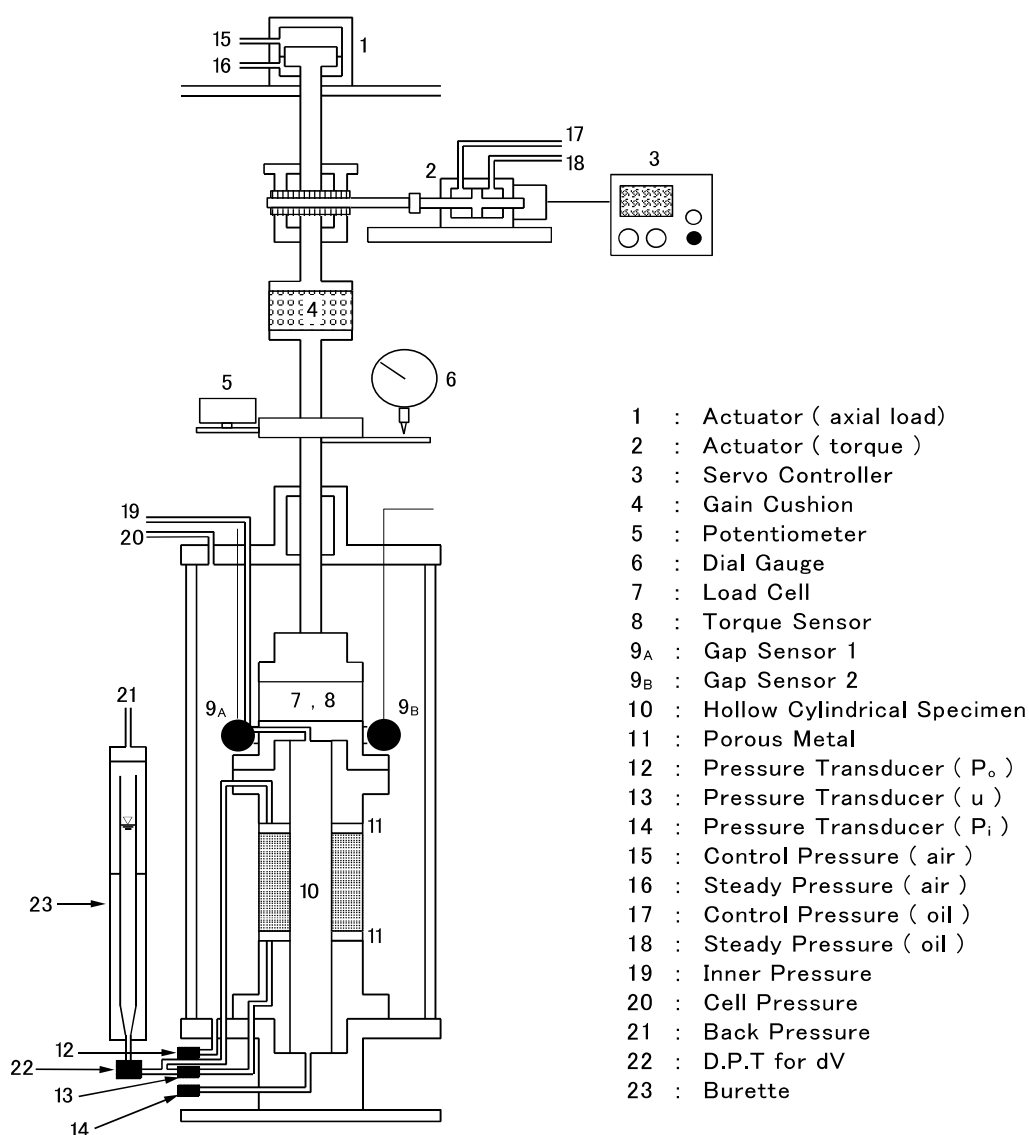 15
1
16
17
2
18
3
4
5
6
19
20
21
9A
7 , 8
9B
11
10
23
11
12
22
13
14
1 : Actuator ( axial load)
2 : Actuator ( torque )
3 : Servo Controller
4 : Gain Cushion
5 : Potentiometer
6 : Dial Gauge
7 : Load Cell
8 : Torque Sensor
9A : Gap Sensor 1
9B : Gap Sensor 2
10 : Hollow Cylindrical Specimen
11 : Porous Metal
12 : Pressure Transducer ( Po )
13 : Pressure Transducer ( u )
14 : Pressure Transducer ( Pi )
15 : Control Pressure ( air )
16 : Steady Pressure ( air )
17 : Control Pressure ( oil )
18 : Steady Pressure ( oil )
19 : Inner Pressure
20 : Cell Pressure
21 : Back Pressure
22 : D.P.T for dV
23 : Burette